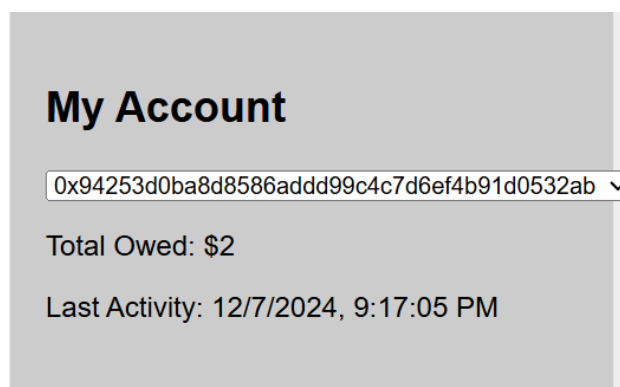 My Account
0x94253d0ba8d8586addd99c4c7d6ef4b91d0532ab
Total Owed: $2
Last Activity: 12/7/2024, 9:17:05 PM